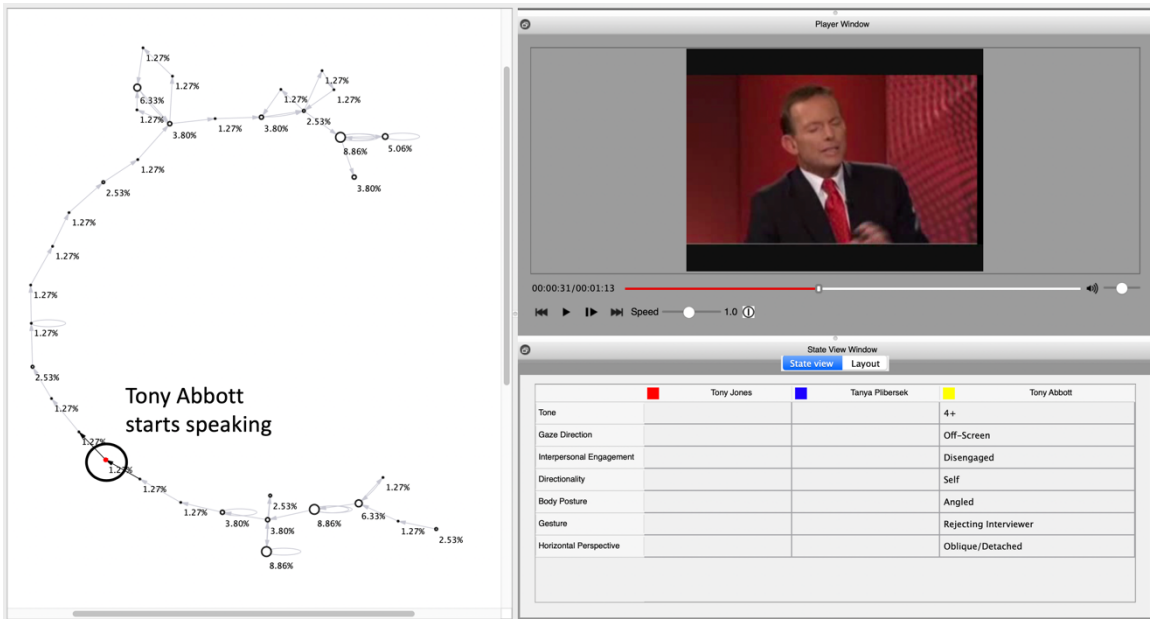 Player Window
1.27%
1.27%
6.33%
1.27%
3.80%
1.27%
3.80%
1.27%
1.27%
1.27%
2.53%
8.86%
5.06%
3.80%
1.27%
2.53%
1.27%
1.27%
1.27%
1.27%
2.53%
1.27%
Tony Abbott
starts speaking
1.27%
1.27%
1.27%
1.27%
3.80%
2.53%
3.80%
8.86%
8.86%
1.27%
6.33%
1.27%
2.53%
00:00:31/00:01:13
Speed 1.0
State View Window
State view Layout
Tony Jones Tanya Plibersek Tony Abbott
Tone 4+
Gaze Direction Off-Screen
Interpersonal Engagement Disengaged
Directionality Self
Body Posture Angled
Gesture Rejecting Interviewer
Horizontal Perspective Oblique/Detached